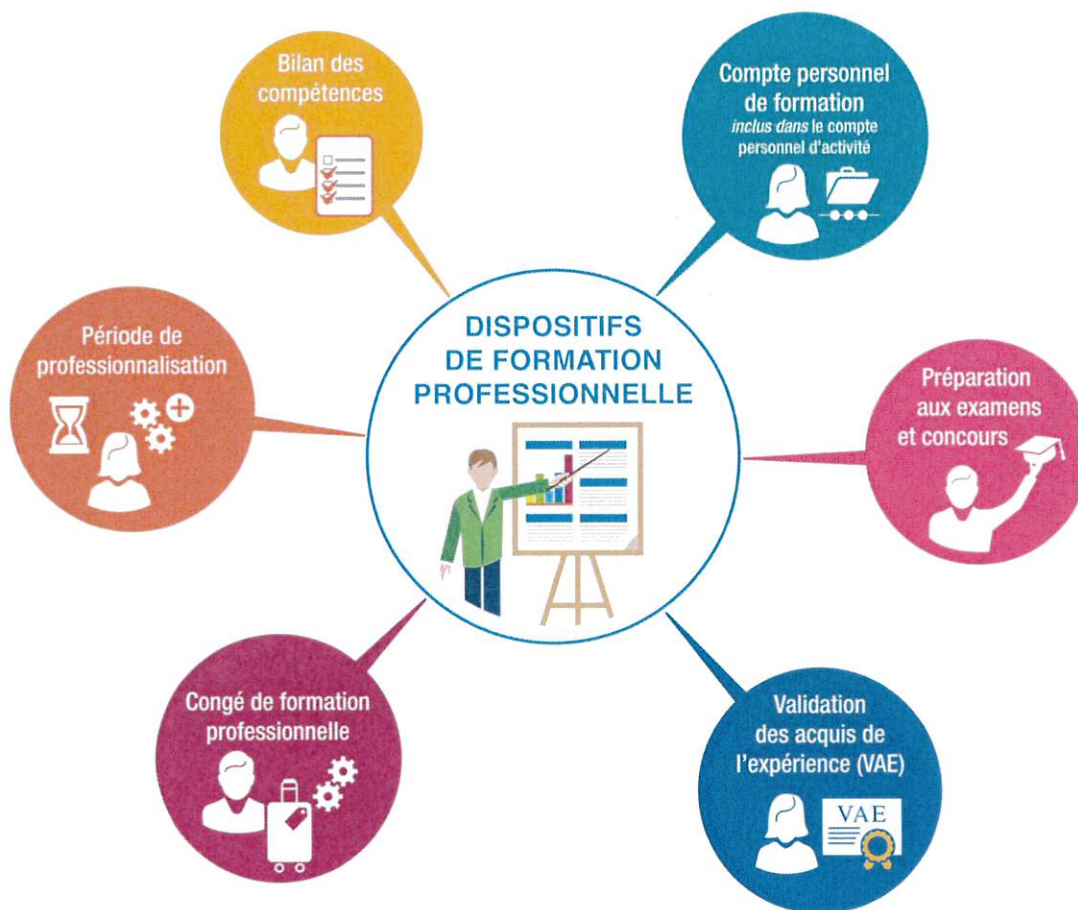 Bilan des
compétences
Compte personnel
de formation
inclus dans le compte
personnel d'activité
DISPOSITIFS
DE FORMATION
PROFESSIONNELLE
Période de
professionnalisation
Préparation
aux examens
et concours
Congé de formation
professionnelle
Validation
des acquis de
l'expérience (VAE)
VAE